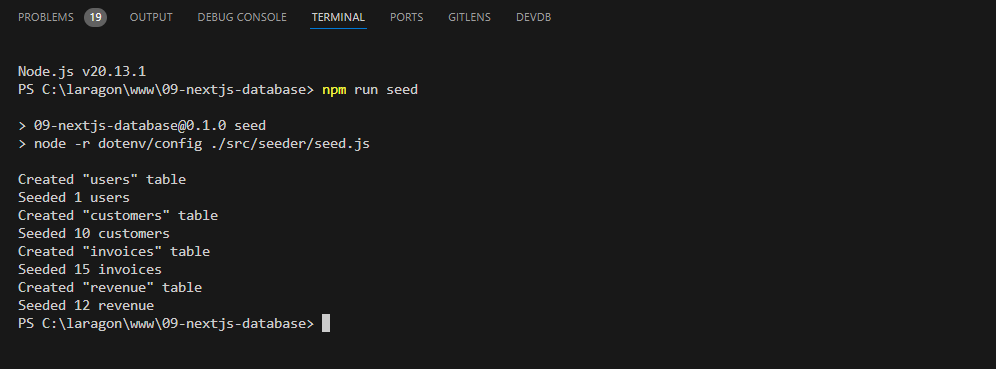 PROBLEMS 19 OUTPUT DEBUG CONSOLE TERMINAL PORTS GITLENS DEVDB
Node.js v20.13.1
PS C:\laragon\www\09-nextjs-database> npm run seed
> 09-nextjs-database@0.1.0 seed
> node -r dotenv/config ./src/seeder/seed.js
Created "users" table
Seeded 1 users
Created "customers" table
Seeded 10 customers
Created "invoices" table
Seeded 15 invoices
Created "revenue" table
Seeded 12 revenue
PS C:\laragon\www\09-nextjs-database>